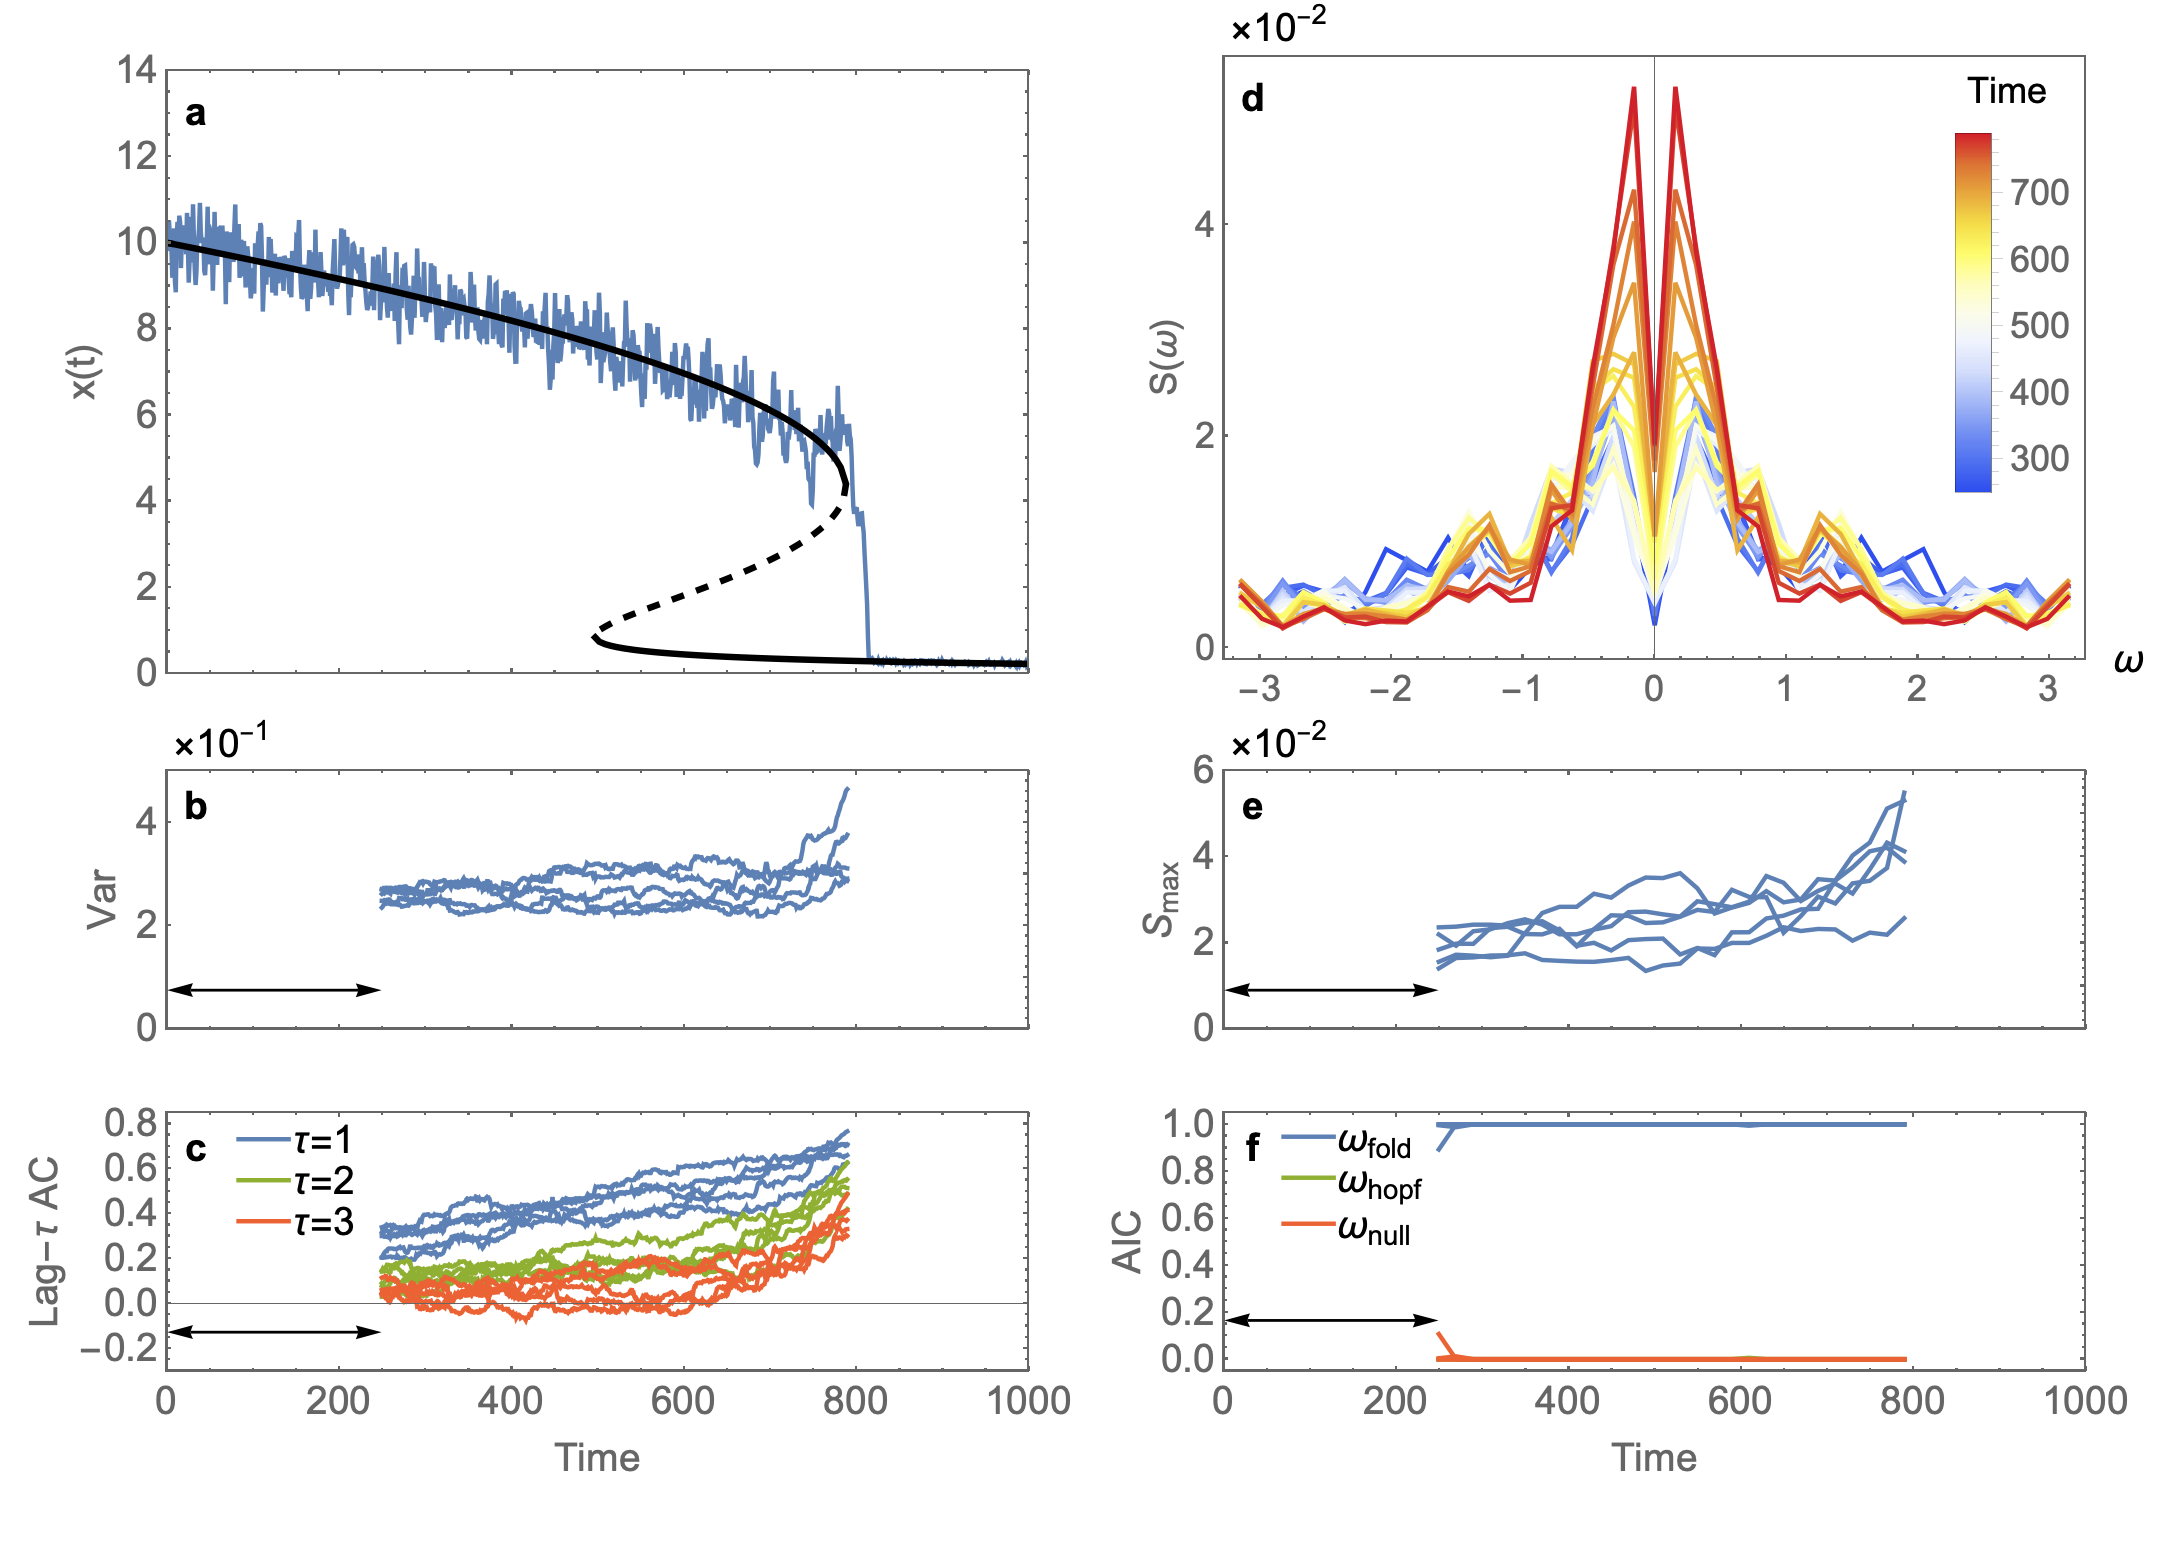 a
14
12
10
8
6
4
2
0
x(t)
×10⁻²
d
Time
700
600
500
400
300
4
2
0
S(ω)
−3 −2 −1 0 1 2 3
ω
×10⁻¹
b
4
2
0
Var
×10⁻²
e
6
4
2
0
Smax
c
τ=1
τ=2
τ=3
0.8
0.6
0.4
0.2
0.0
−0.2
Lag−τ AC
0 200 400 600 800 1000
Time
f
ωfold
ωhopf
ωnull
1.0
0.8
0.6
0.4
0.2
0.0
AIC
0 200 400 600 800 1000
Time